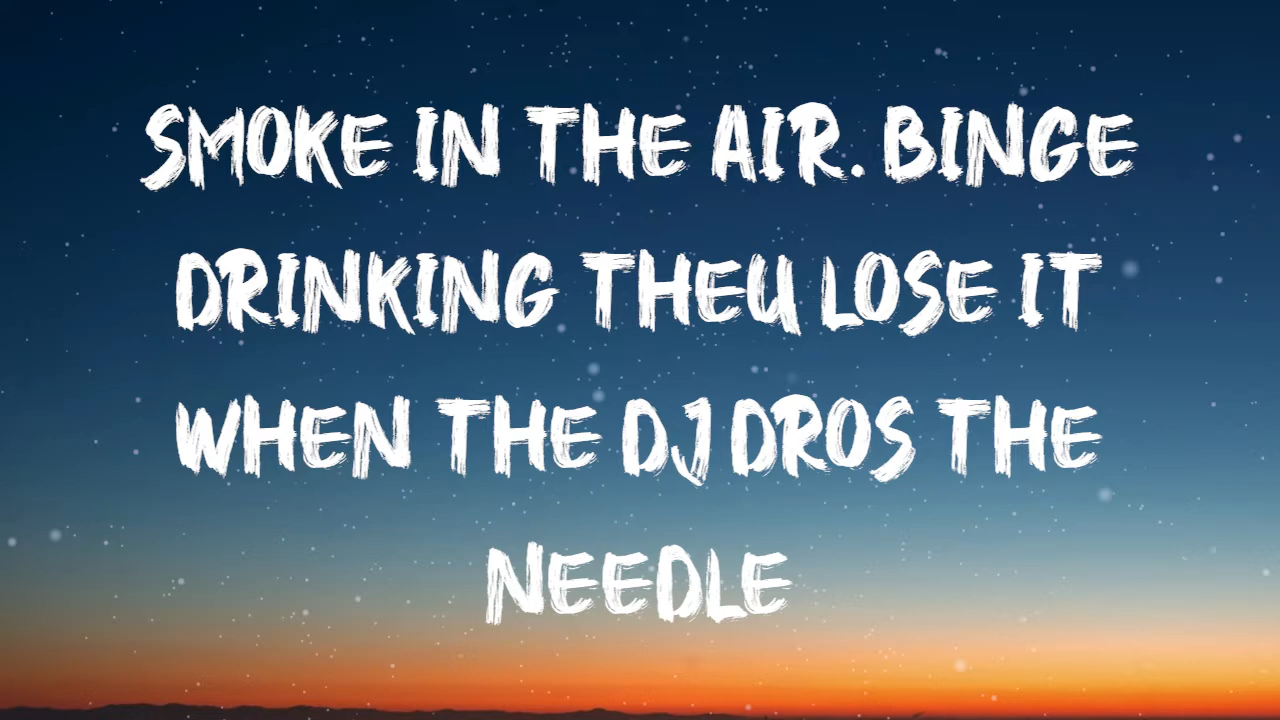 SMOKE IN THE AIR. BINGE
DRINKING THEU LOSE IT
WHEN THE DJ DROS THE
NEEDLE